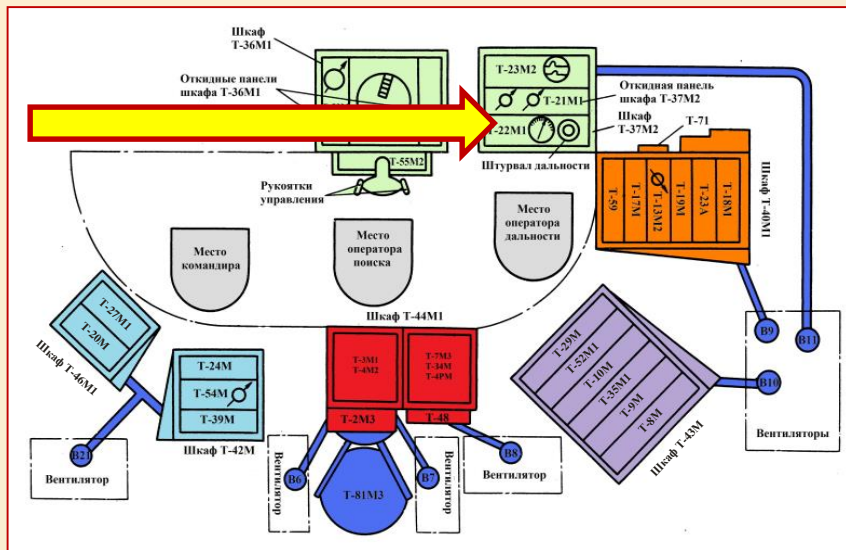 Шкаф
Т-36М1
Откидные панели
шкафа Т-36М1
Т-23М2
Т-21М1
Т-22М1
Откидная панель
шкафа Т-37М2
Шкаф
Т-37М2
Т-71
Штурвал дальности
Т-55М2
Рукоятки
управления
Т-59
Т-17М
Т-13М2
Т-19М
Т-23А
Т-18М
Шкаф Т-40М1
Место
командира
Место
оператора
поиска
Место
оператора
дальности
Шкаф Т-44М1
Т-27М1
Т-20М
Шкаф Т-46М1
Т-24М
Т-54М
Т-39М
Шкаф Т-42М
Т-3М1
Т-4М2
Т-7М3
Т-34М
Т-4РМ
Т-2М3
Т-48
Т-29М
Т-52М1
Т-10М
Т-35М1
Т-9М
Т-8М
Шкаф Т-43М
В9
В11
В10
Вентиляторы
В21
Вентилятор
В6
Вентилятор
Т-81М3
В7
Вентилятор
В8
Вентилятор